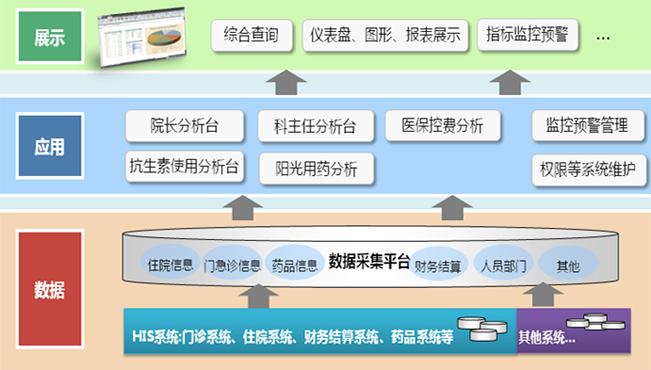 展示
综合查询
仪表盘、图形、报表展示
指标监控预警
...
应用
院长分析台
科主任分析台
医保控费分析
监控预警管理
抗生素使用分析台
阳光用药分析
权限等系统维护
数据
数据采集平台
住院信息
门急诊信息
药品信息
财务结算
人员部门
其他
HIS系统:门诊系统、住院系统、财务结算系统、药品系统等
其他系统...